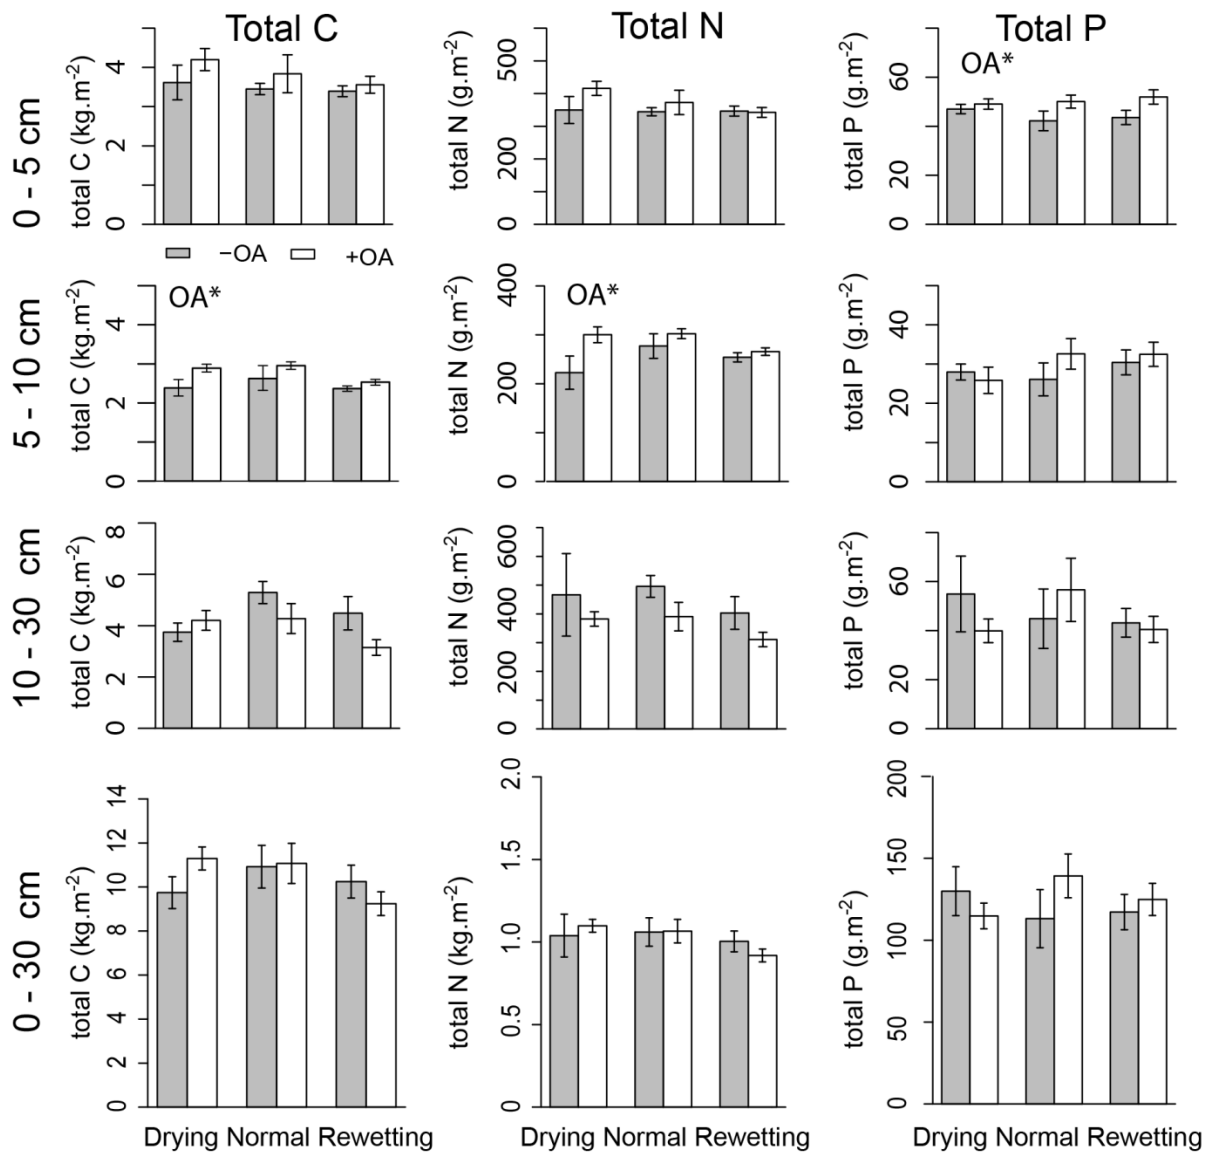 Total C Total N Total P
0 - 5 cm
total C (kg.m⁻²)
0 2 4
total N (g.m⁻²)
0 200 500
OA*
total P (g.m⁻²)
0 20 60
−OA +OA
5 - 10 cm
OA*
total C (kg.m⁻²)
0 2 4
OA*
total N (g.m⁻²)
0 200 400
total P (g.m⁻²)
0 20 40
10 - 30 cm
total C (kg.m⁻²)
0 2 4 6 8
total N (g.m⁻²)
0 200 400 600
total P (g.m⁻²)
0 20 60
0 - 30 cm
total C (kg.m⁻²)
0 2 4 6 8 10 12 14
total N (kg.m⁻²)
0 0.5 1.0 1.5 2.0
total P (g.m⁻²)
0 50 100 150 200
Drying Normal Rewetting Drying Normal Rewetting Drying Normal Rewetting